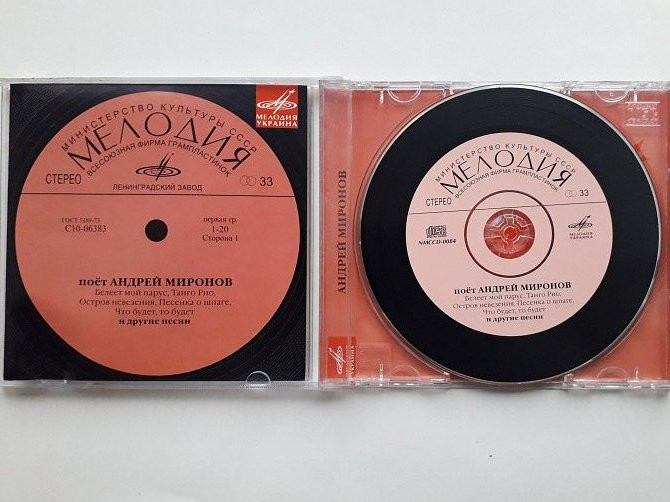 МЕЛОДИЯ
УКРАИНА
МИНИСТЕРСТВО КУЛЬТУРЫ СССР
МЕЛОДИЯ
ВСЕСОЮЗНАЯ ФИРМА ГРАМПЛАСТИНОК
СТЕРЕО
33
ЛЕНИНГРАДСКИЙ ЗАВОД
ГОСТ 5289-73
С10-06383
первая гр.
1-20
Сторона 1
поёт АНДРЕЙ МИРОНОВ
Белеет мой парус, Танго Рио,
Остров невезения, Песенка о шпаге,
Что будет, то будет
и другие песни
АНДРЕЙ МИРОНОВ
МЕЛОДИЯ
УКРАИНА
МИНИСТЕРСТВО КУЛЬТУРЫ СССР
МЕЛОДИЯ
ВСЕСОЮЗНАЯ ФИРМА ГРАМПЛАСТИНОК
СТЕРЕО
33
NMCCD-0084
МЕЛОДИЯ
УКРАИНА
поёт АНДРЕЙ МИРОНОВ
Белеет мой парус, Танго Рио,
Остров невезения, Песенка о шпаге,
Что будет, то будет
и другие песни